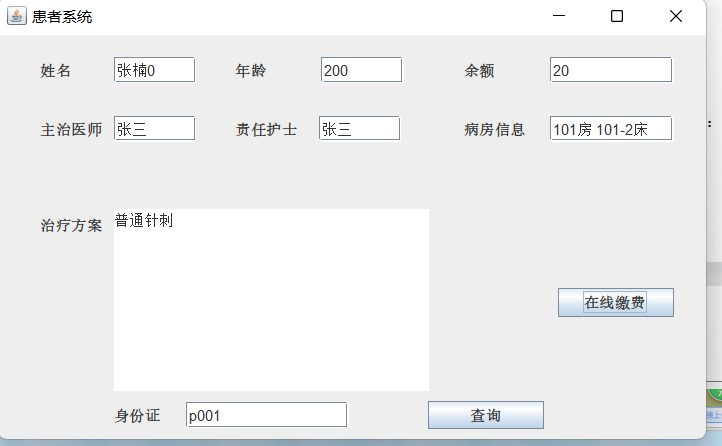 患者系统
姓名 张楠0 年龄 200 余额 20
主治医师 张三 责任护士 张三 病房信息 101房 101-2床
治疗方案 普通针刺
在线缴费
身份证 p001 查询